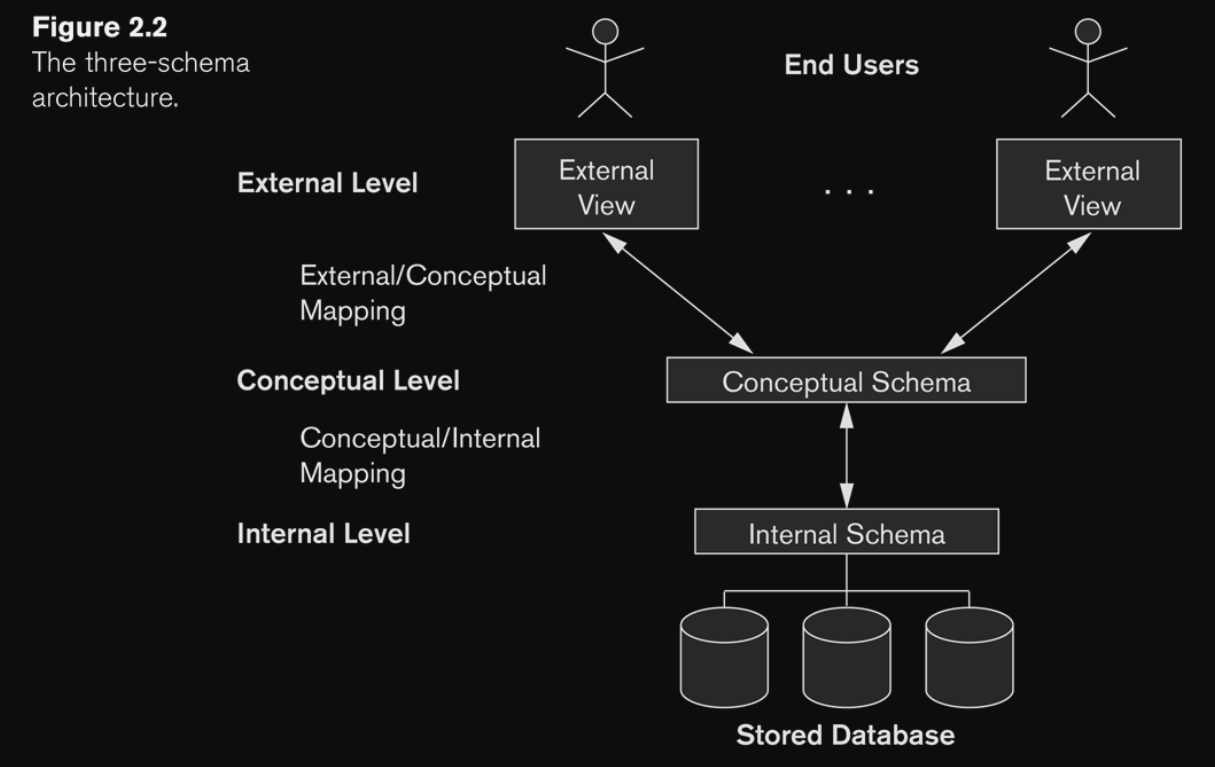 Figure 2.2
The three-schema
architecture.
End Users
External Level
External
View
. . .
External
View
External/Conceptual
Mapping
Conceptual Level
Conceptual Schema
Conceptual/Internal
Mapping
Internal Level
Internal Schema
Stored Database